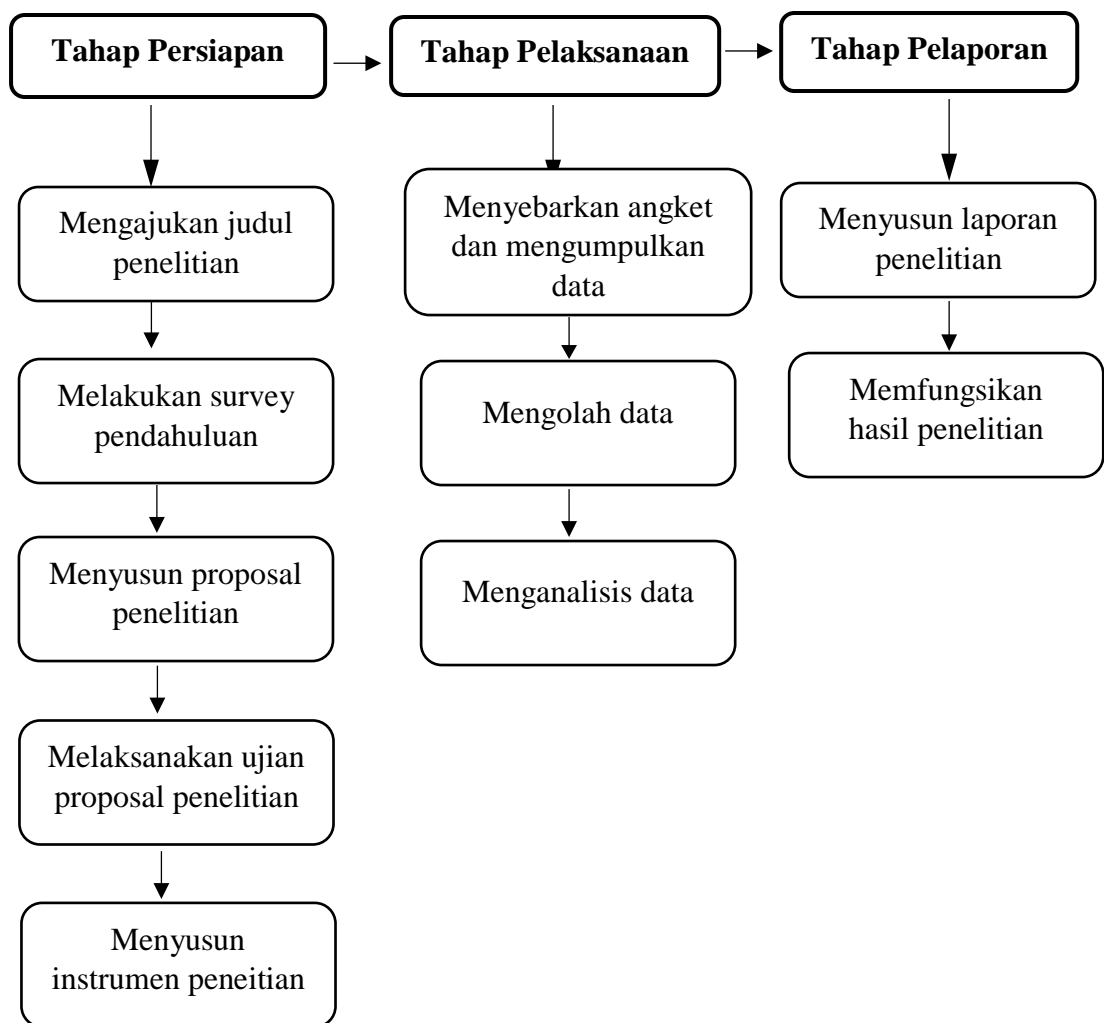 Tahap Persiapan
Tahap Pelaksanaan
Tahap Pelaporan
Mengajukan judul
penelitian
Melakukan survey
pendahuluan
Menyusun proposal
penelitian
Melaksanakan ujian
proposal penelitian
Menyusun
instrumen peneitian
Menyebarkan angket
dan mengumpulkan
data
Mengolah data
Menganalisis data
Menyusun laporan
penelitian
Memfungsikan
hasil penelitian